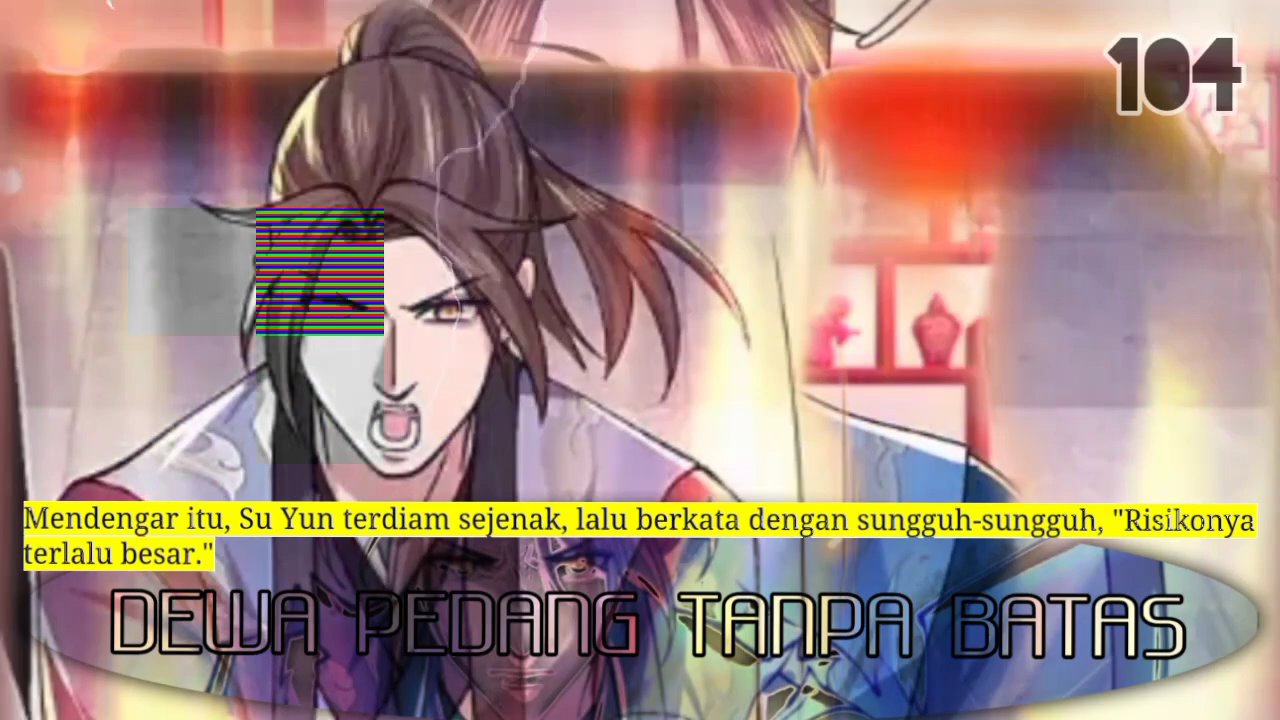 104
Mendengar itu, Su Yun terdiam sejenak, lalu berkata dengan sungguh-sungguh, "Risikonya
terlalu besar."
DEWA PEDANG TANPA BATAS